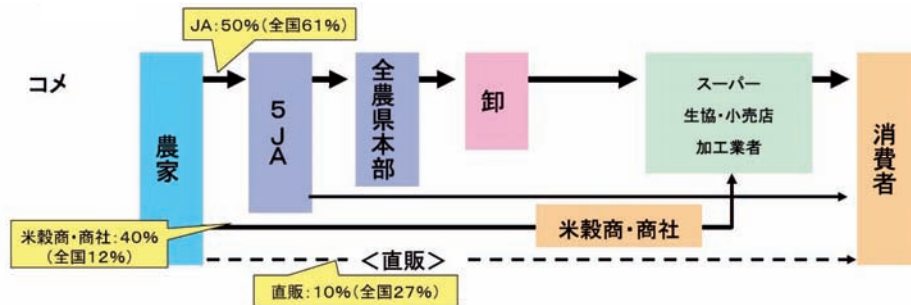 JA:50%(全国61%)
コメ
農家
5JA
全農県本部
卸
スーパー
生協・小売店
加工業者
消費者
米穀商・商社:40%
(全国12%)
米穀商・商社
<直販>
直販:10%(全国27%)